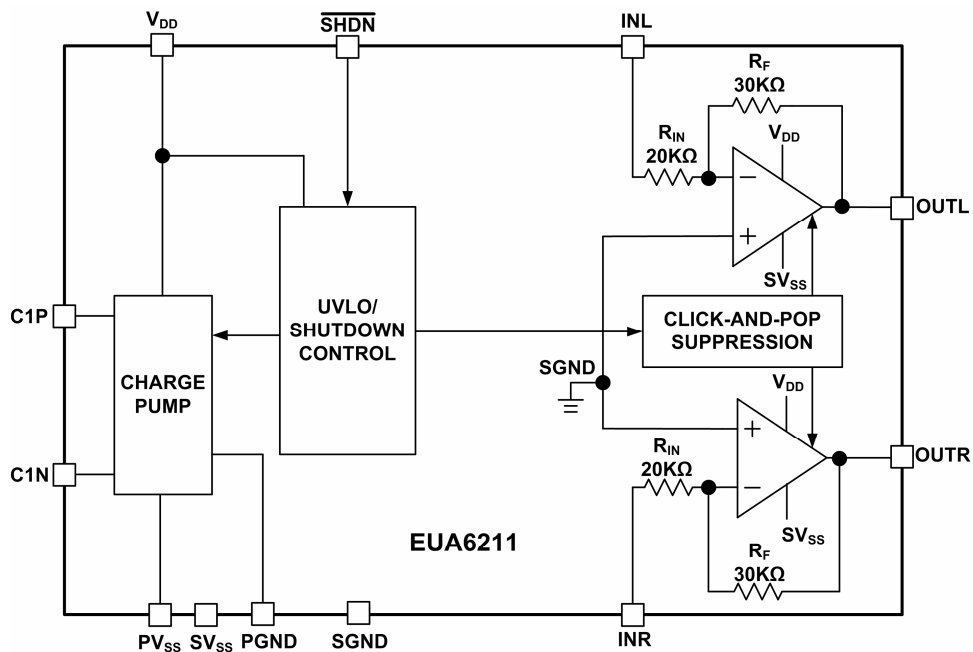 VDD
SHDN
INL
RF
30KΩ
VDD
RIN
20KΩ
−
+
OUTL
SVSS
C1P
UVLO/
SHUTDOWN
CONTROL
CLICK-AND-POP
SUPPRESSION
CHARGE
PUMP
SGND
VDD
+
C1N
RIN
20KΩ
−
OUTR
SVSS
EUA6211
RF
30KΩ
PVSS
SVSS
PGND
SGND
INR